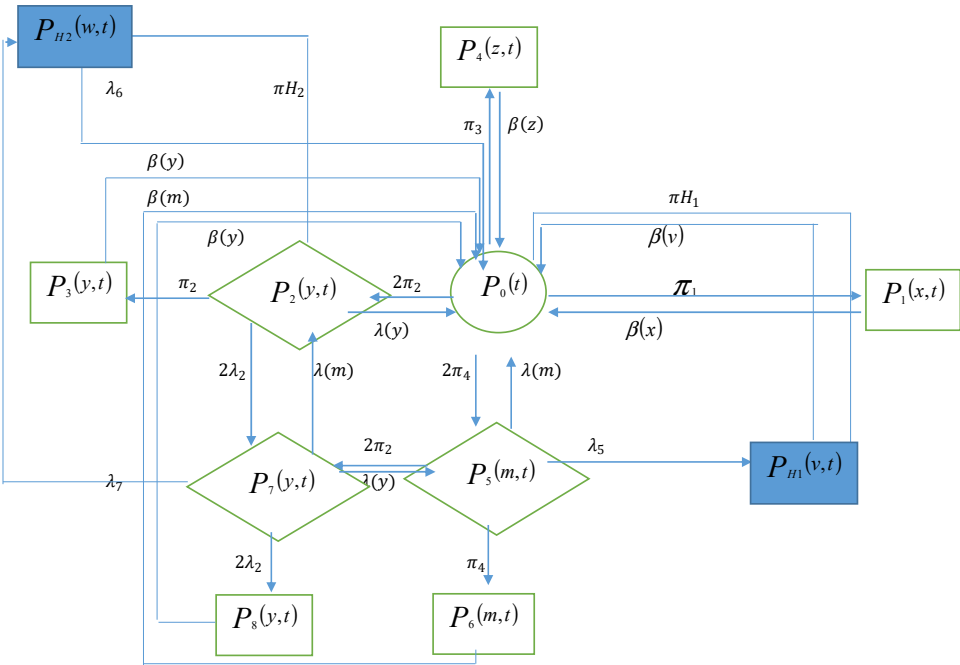 P_{H2}(w,t)
P_4(z,t)
λ_6
πH_2
π_3
β(z)
β(y)
β(m)
πH_1
β(y)
β(v)
P_3(y,t)
π_2
P_2(y,t)
2π_2
P_0(t)
π_1
P_1(x,t)
λ(y)
β(x)
2λ_2
λ(m)
2π_4
λ(m)
2π_2
λ_5
P_{H1}(v,t)
λ_7
P_7(y,t)
λ(y)
P_5(m,t)
2λ_2
π_4
P_8(y,t)
P_6(m,t)